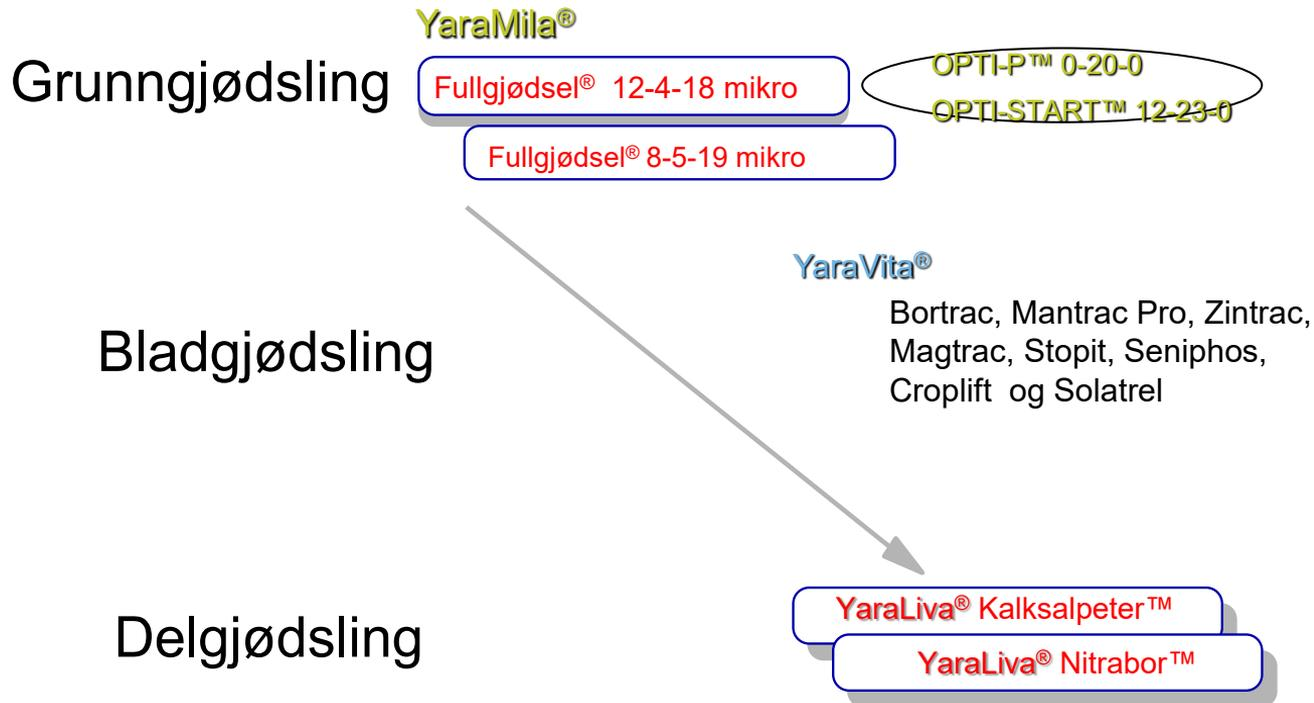 YaraMila®
Grunngjødsling
Fullgjødsel® 12-4-18 mikro
OPTI-P™ 0-20-0
OPTI-START™ 12-23-0
Fullgjødsel® 8-5-19 mikro
YaraVita®
Bladgjødsling
Bortrac, Mantrac Pro, Zintrac,
Magtrac, Stopit, Seniphos,
Croplift og Solatrel
Delgjødsling
YaraLiva® Kalksalpeter™
YaraLiva® Nitrabor™